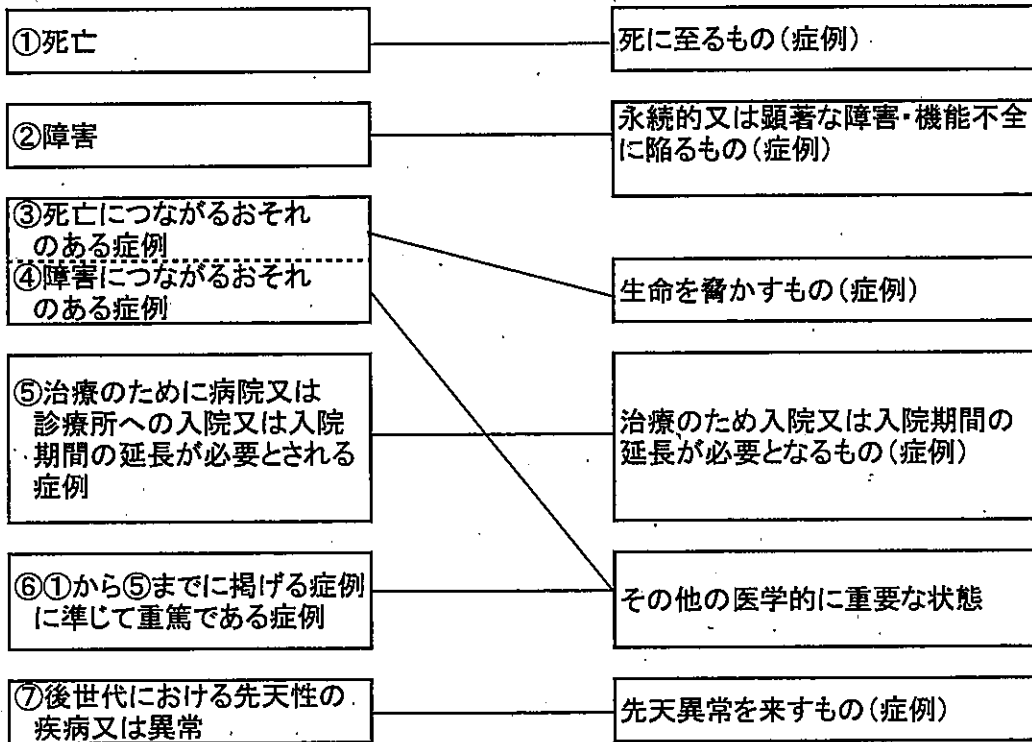 ①死亡
死に至るもの(症例)
②障害
永続的又は顕著な障害・機能不全
に陥るもの(症例)
③死亡につながるおそれ
のある症例
④障害につながるおそれ
のある症例
生命を脅かすもの(症例)
⑤治療のために病院又は
診療所への入院又は入院
期間の延長が必要とされる
症例
治療のため入院又は入院期間の
延長が必要となるもの(症例)
⑥①から⑤までに掲げる症例
に準じて重篤である症例
その他の医学的に重要な状態
⑦後世代における先天性の
疾病又は異常
先天異常を来すもの(症例)